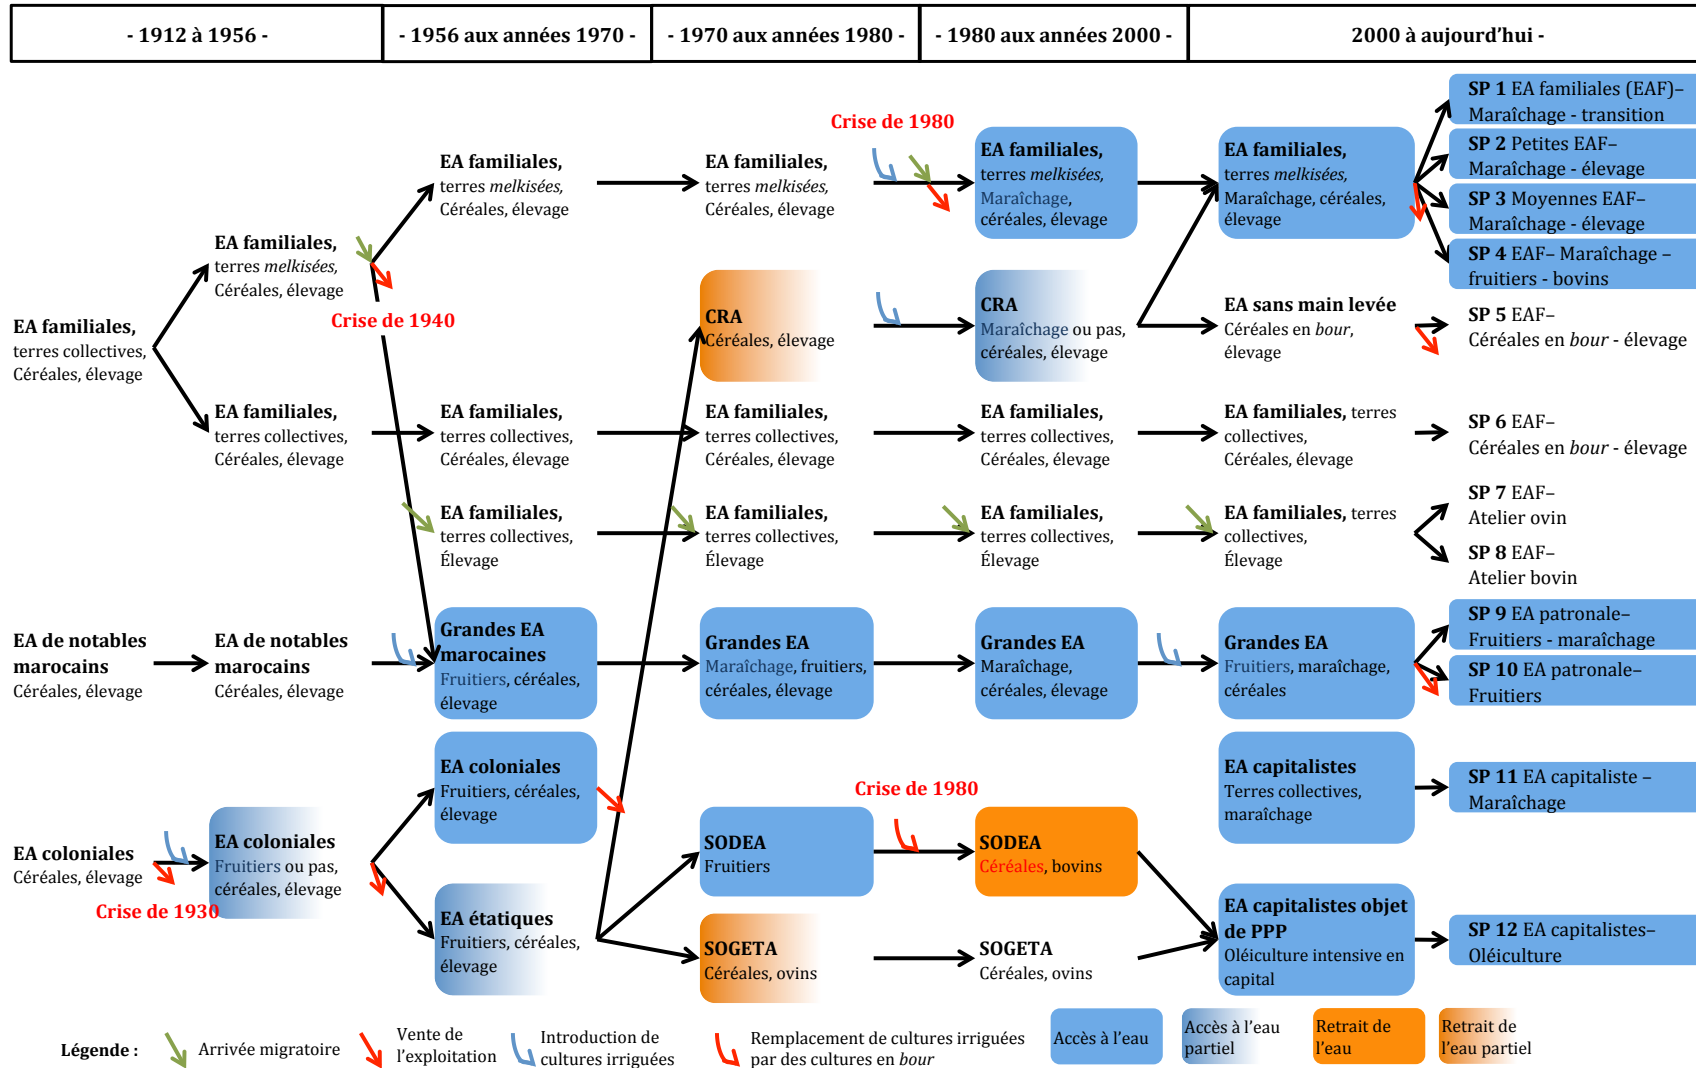 - 1912 à 1956 -
- 1956 aux années 1970 -
- 1970 aux années 1980 -
- 1980 aux années 2000 -
2000 à aujourd'hui -
EA familiales,
terres collectives,
Céréales, élevage
EA familiales,
terres melkisées,
Céréales, élevage
Crise de 1940
EA familiales,
terres melkisées,
Céréales, élevage
EA familiales,
terres melkisées,
Céréales, élevage
Crise de 1980
EA familiales,
terres melkisées,
Maraîchage,
céréales, élevage
EA familiales,
terres melkisées,
Maraîchage, céréales,
élevage
SP 1 EA familiales (EAF)–
Maraîchage - transition
SP 2 Petites EAF–
Maraîchage - élevage
SP 3 Moyennes EAF–
Maraîchage - élevage
SP 4 EAF– Maraîchage –
fruitiers - bovins
CRA
Céréales, élevage
CRA
Maraîchage ou pas,
céréales, élevage
EA sans main levée
Céréales en bour,
élevage
SP 5 EAF–
Céréales en bour - élevage
EA familiales,
terres collectives,
Céréales, élevage
EA familiales,
terres collectives,
Céréales, élevage
EA familiales,
terres collectives,
Céréales, élevage
EA familiales,
terres collectives,
Céréales, élevage
EA familiales, terres
collectives,
Céréales, élevage
SP 6 EAF–
Céréales en bour - élevage
EA familiales,
terres collectives,
Élevage
EA familiales,
terres collectives,
Élevage
EA familiales,
terres collectives,
Élevage
EA familiales, terres
collectives,
Élevage
SP 7 EAF–
Atelier ovin
SP 8 EAF–
Atelier bovin
EA de notables
marocains
Céréales, élevage
EA de notables
marocains
Céréales, élevage
Grandes EA
marocaines
Fruitiers, céréales,
élevage
Grandes EA
Maraîchage, fruitiers,
céréales, élevage
Grandes EA
Maraîchage,
céréales, élevage
Grandes EA
Fruitiers, maraîchage,
céréales
SP 9 EA patronale–
Fruitiers - maraîchage
SP 10 EA patronale–
Fruitiers
EA coloniales
Céréales, élevage
Crise de 1930
EA coloniales
Fruitiers ou pas,
céréales, élevage
EA coloniales
Fruitiers, céréales,
élevage
EA étatiques
Fruitiers, céréales,
élevage
SODEA
Fruitiers
Crise de 1980
SODEA
Céréales, bovins
SOGETA
Céréales, ovins
SOGETA
Céréales, ovins
EA capitalistes
Terres collectives,
maraîchage
SP 11 EA capitaliste –
Maraîchage
EA capitalistes objet
de PPP
Oléiculture intensive en
capital
SP 12 EA capitalistes–
Oléiculture
Légende :
Arrivée migratoire
Vente de
l'exploitation
Introduction de
cultures irriguées
Remplacement de cultures irriguées
par des cultures en bour
Accès à l'eau
Accès à l'eau
partiel
Retrait de
l'eau
Retrait de
l'eau partiel